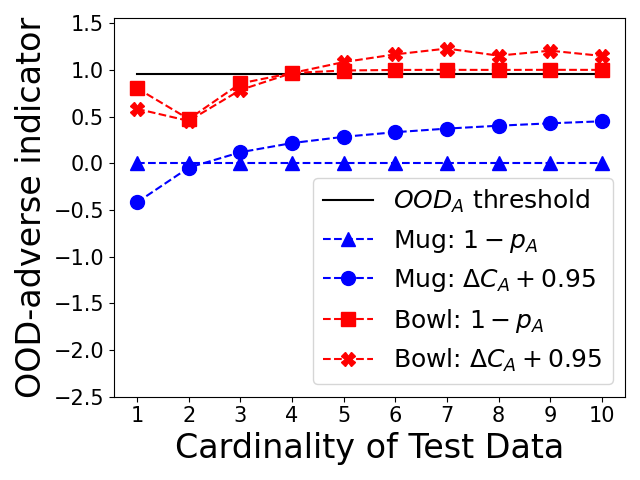 OOD-adverse indicator
1.5
1.0
0.5
0.0
−0.5
−1.0
−1.5
−2.0
−2.5
OOD_A threshold
Mug: 1 − p_A
Mug: ΔC_A + 0.95
Bowl: 1 − p_A
Bowl: ΔC_A + 0.95
1 2 3 4 5 6 7 8 9 10
Cardinality of Test Data